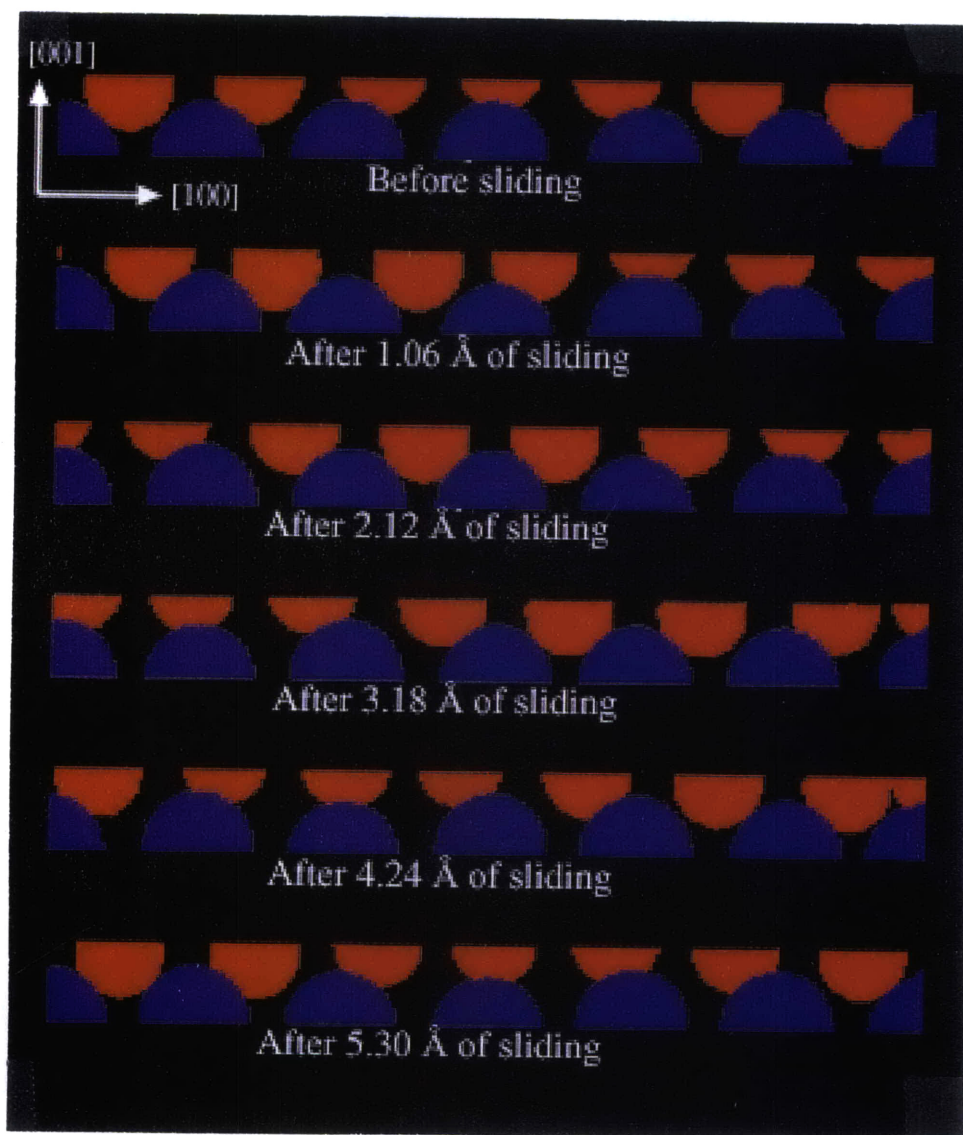 [001]
[100]
Before sliding
After 1.06 Å of sliding
After 2.12 Å of sliding
After 3.18 Å of sliding
After 4.24 Å of sliding
After 5.30 Å of sliding